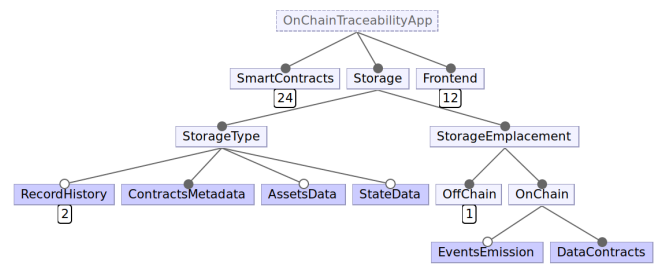 OnChainTraceabilityApp
SmartContracts Storage Frontend
24 12
StorageType StorageEmplacement
RecordHistory ContractsMetadata AssetsData StateData OffChain OnChain
2 1
EventsEmission DataContracts